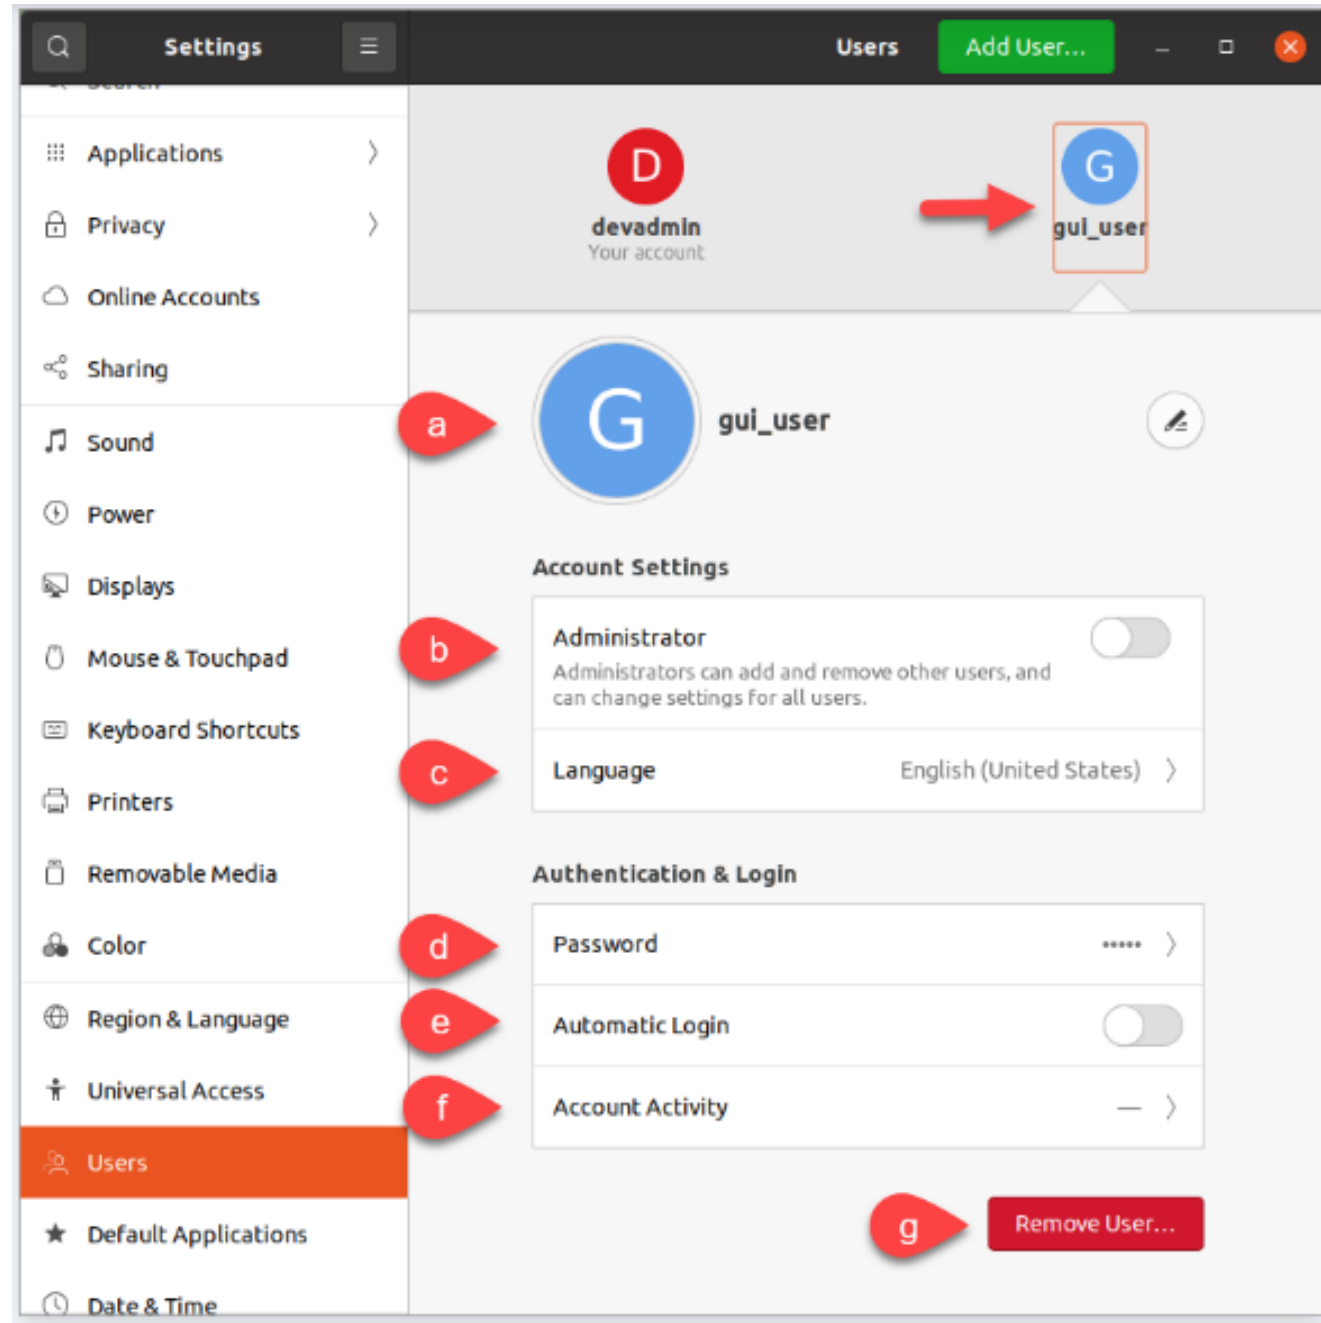 Settings
Users
Add User...
Search
Applications
Privacy
Online Accounts
Sharing
Sound
Power
Displays
Mouse & Touchpad
Keyboard Shortcuts
Printers
Removable Media
Color
Region & Language
Universal Access
Users
Default Applications
Date & Time
D
devadmin
Your account
G
gui_user
a
G
gui_user
Account Settings
b
Administrator
Administrators can add and remove other users, and
can change settings for all users.
c
Language English (United States)
Authentication & Login
d
Password •••••
e
Automatic Login
f
Account Activity —
g
Remove User...